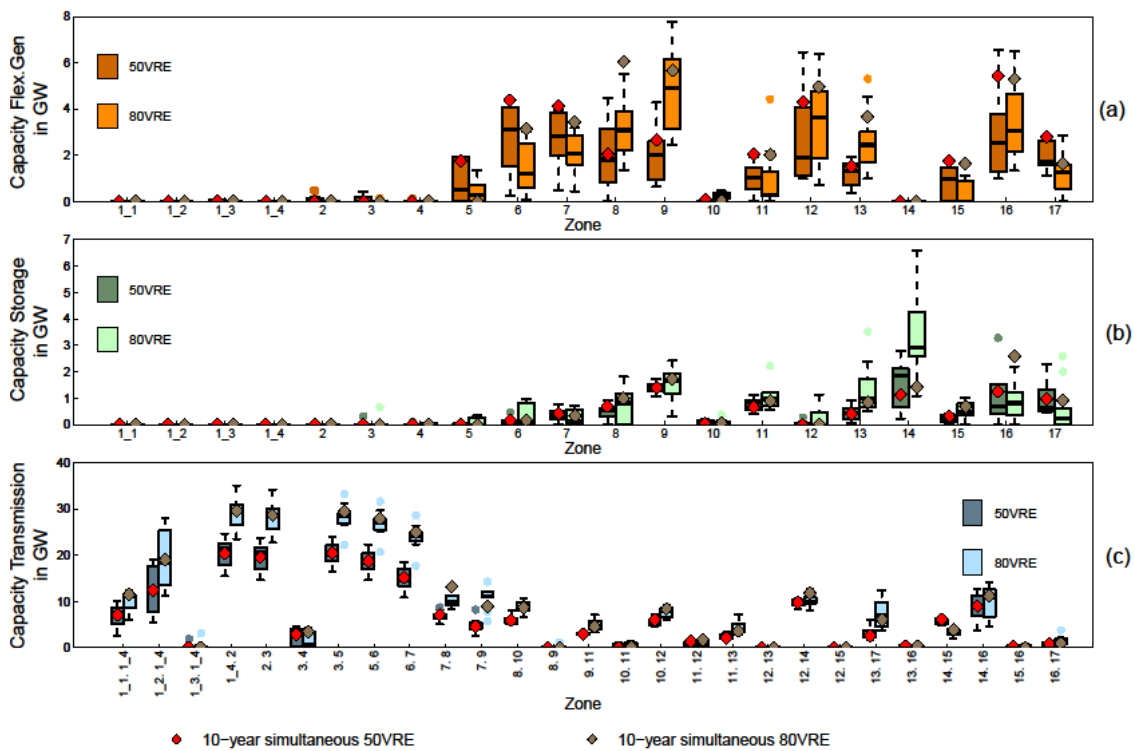 8
6
4
2
0
Capacity Flex.Gen
in GW
50VRE
80VRE
(a)
1_1 1_2 1_3 1_4 2 3 4 5 6 7 8 9 10 11 12 13 14 15 16 17
Zone
7
6
5
4
3
2
1
0
Capacity Storage
in GW
50VRE
80VRE
(b)
1_1 1_2 1_3 1_4 2 3 4 5 6 7 8 9 10 11 12 13 14 15 16 17
Zone
40
30
20
10
0
Capacity Transmission
in GW
50VRE
80VRE
(c)
1_1. 1_4
1_2. 1_4
1_3. 1_4
1_4. 2
2. 3
3. 4
3. 5
5. 6
6. 7
7. 8
7. 9
8. 10
8. 9
9. 11
10. 11
10. 12
11. 12
11. 13
12. 13
12. 14
12. 15
13. 17
13. 16
14. 15
14. 16
15. 16
16. 17
Zone
10−year simultaneous 50VRE
10−year simultaneous 80VRE